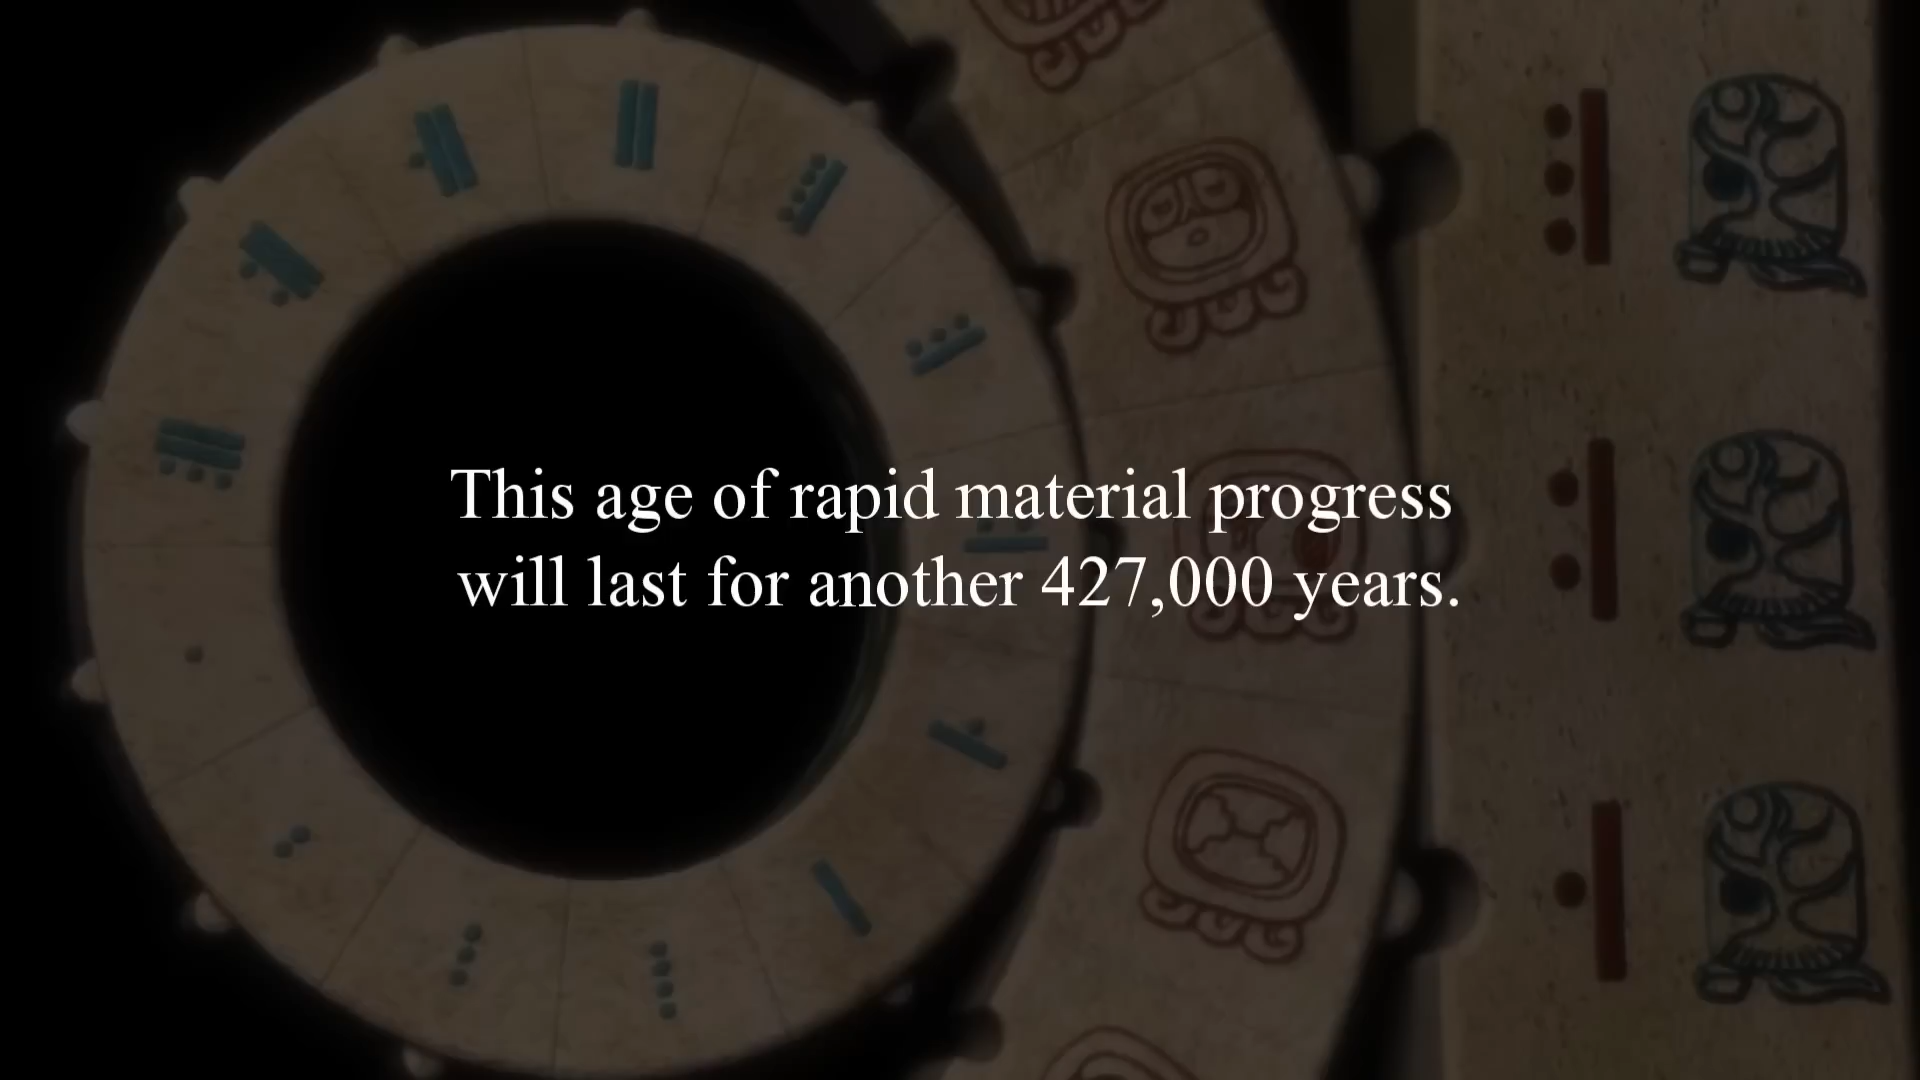 This age of rapid material progress
will last for another 427,000 years.